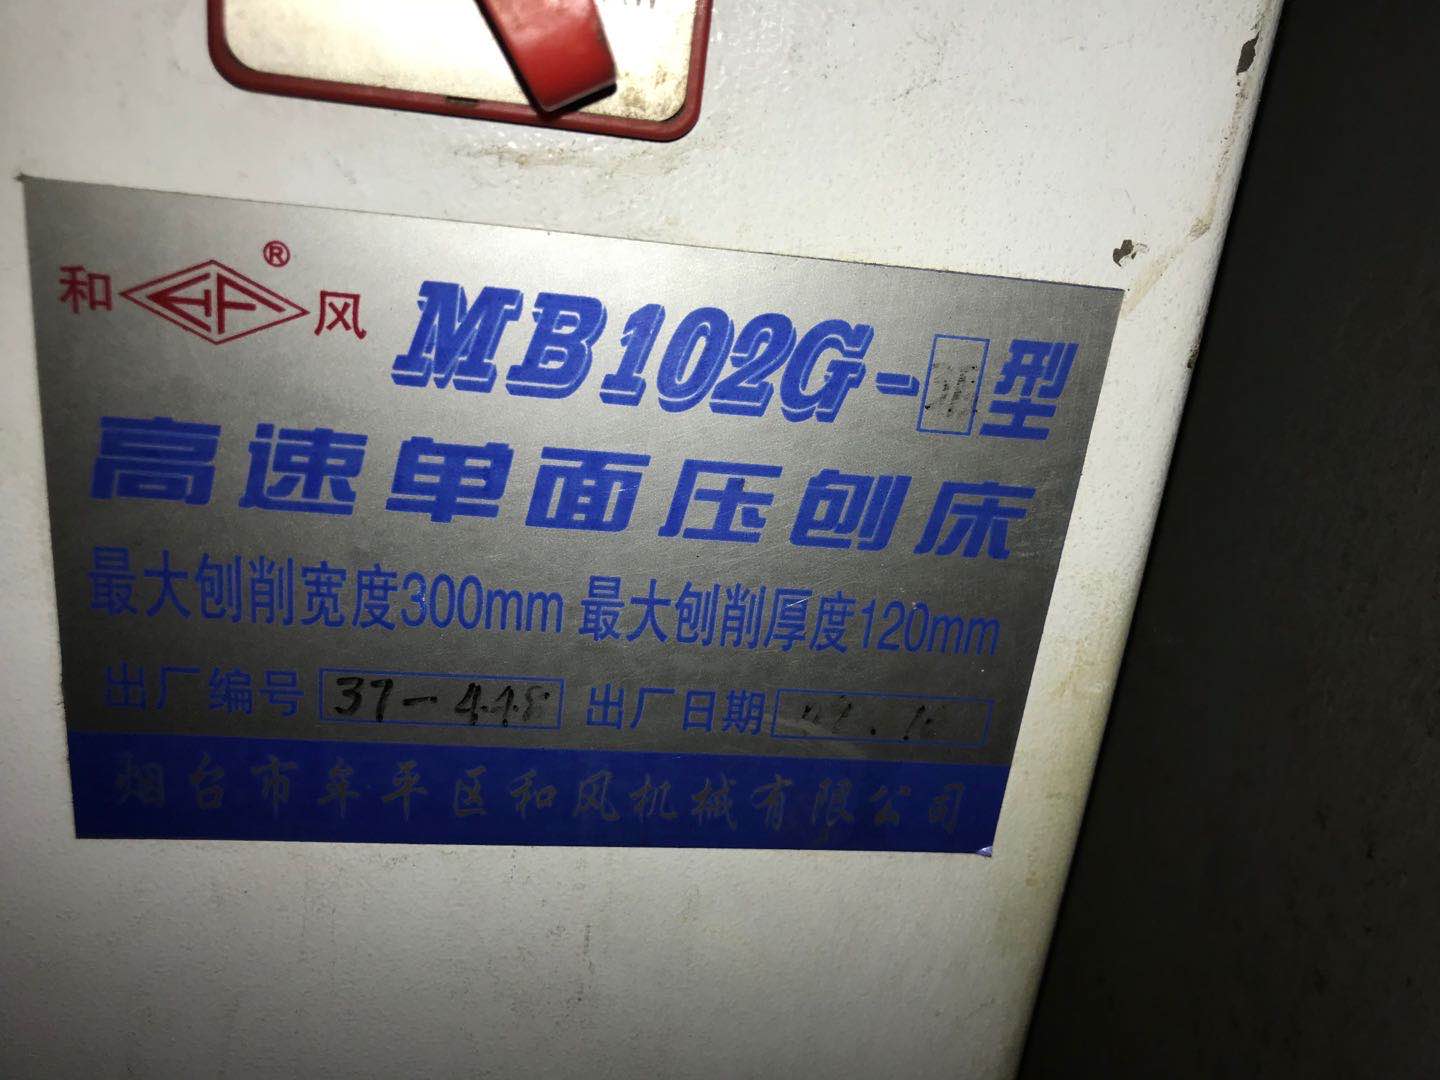 和 HF ® 风 MB102G- 型
高速单面压刨床
最大刨削宽度300mm 最大刨削厚度120mm
出厂编号 37-448 出厂日期
烟台市牟平区和风机械有限公司